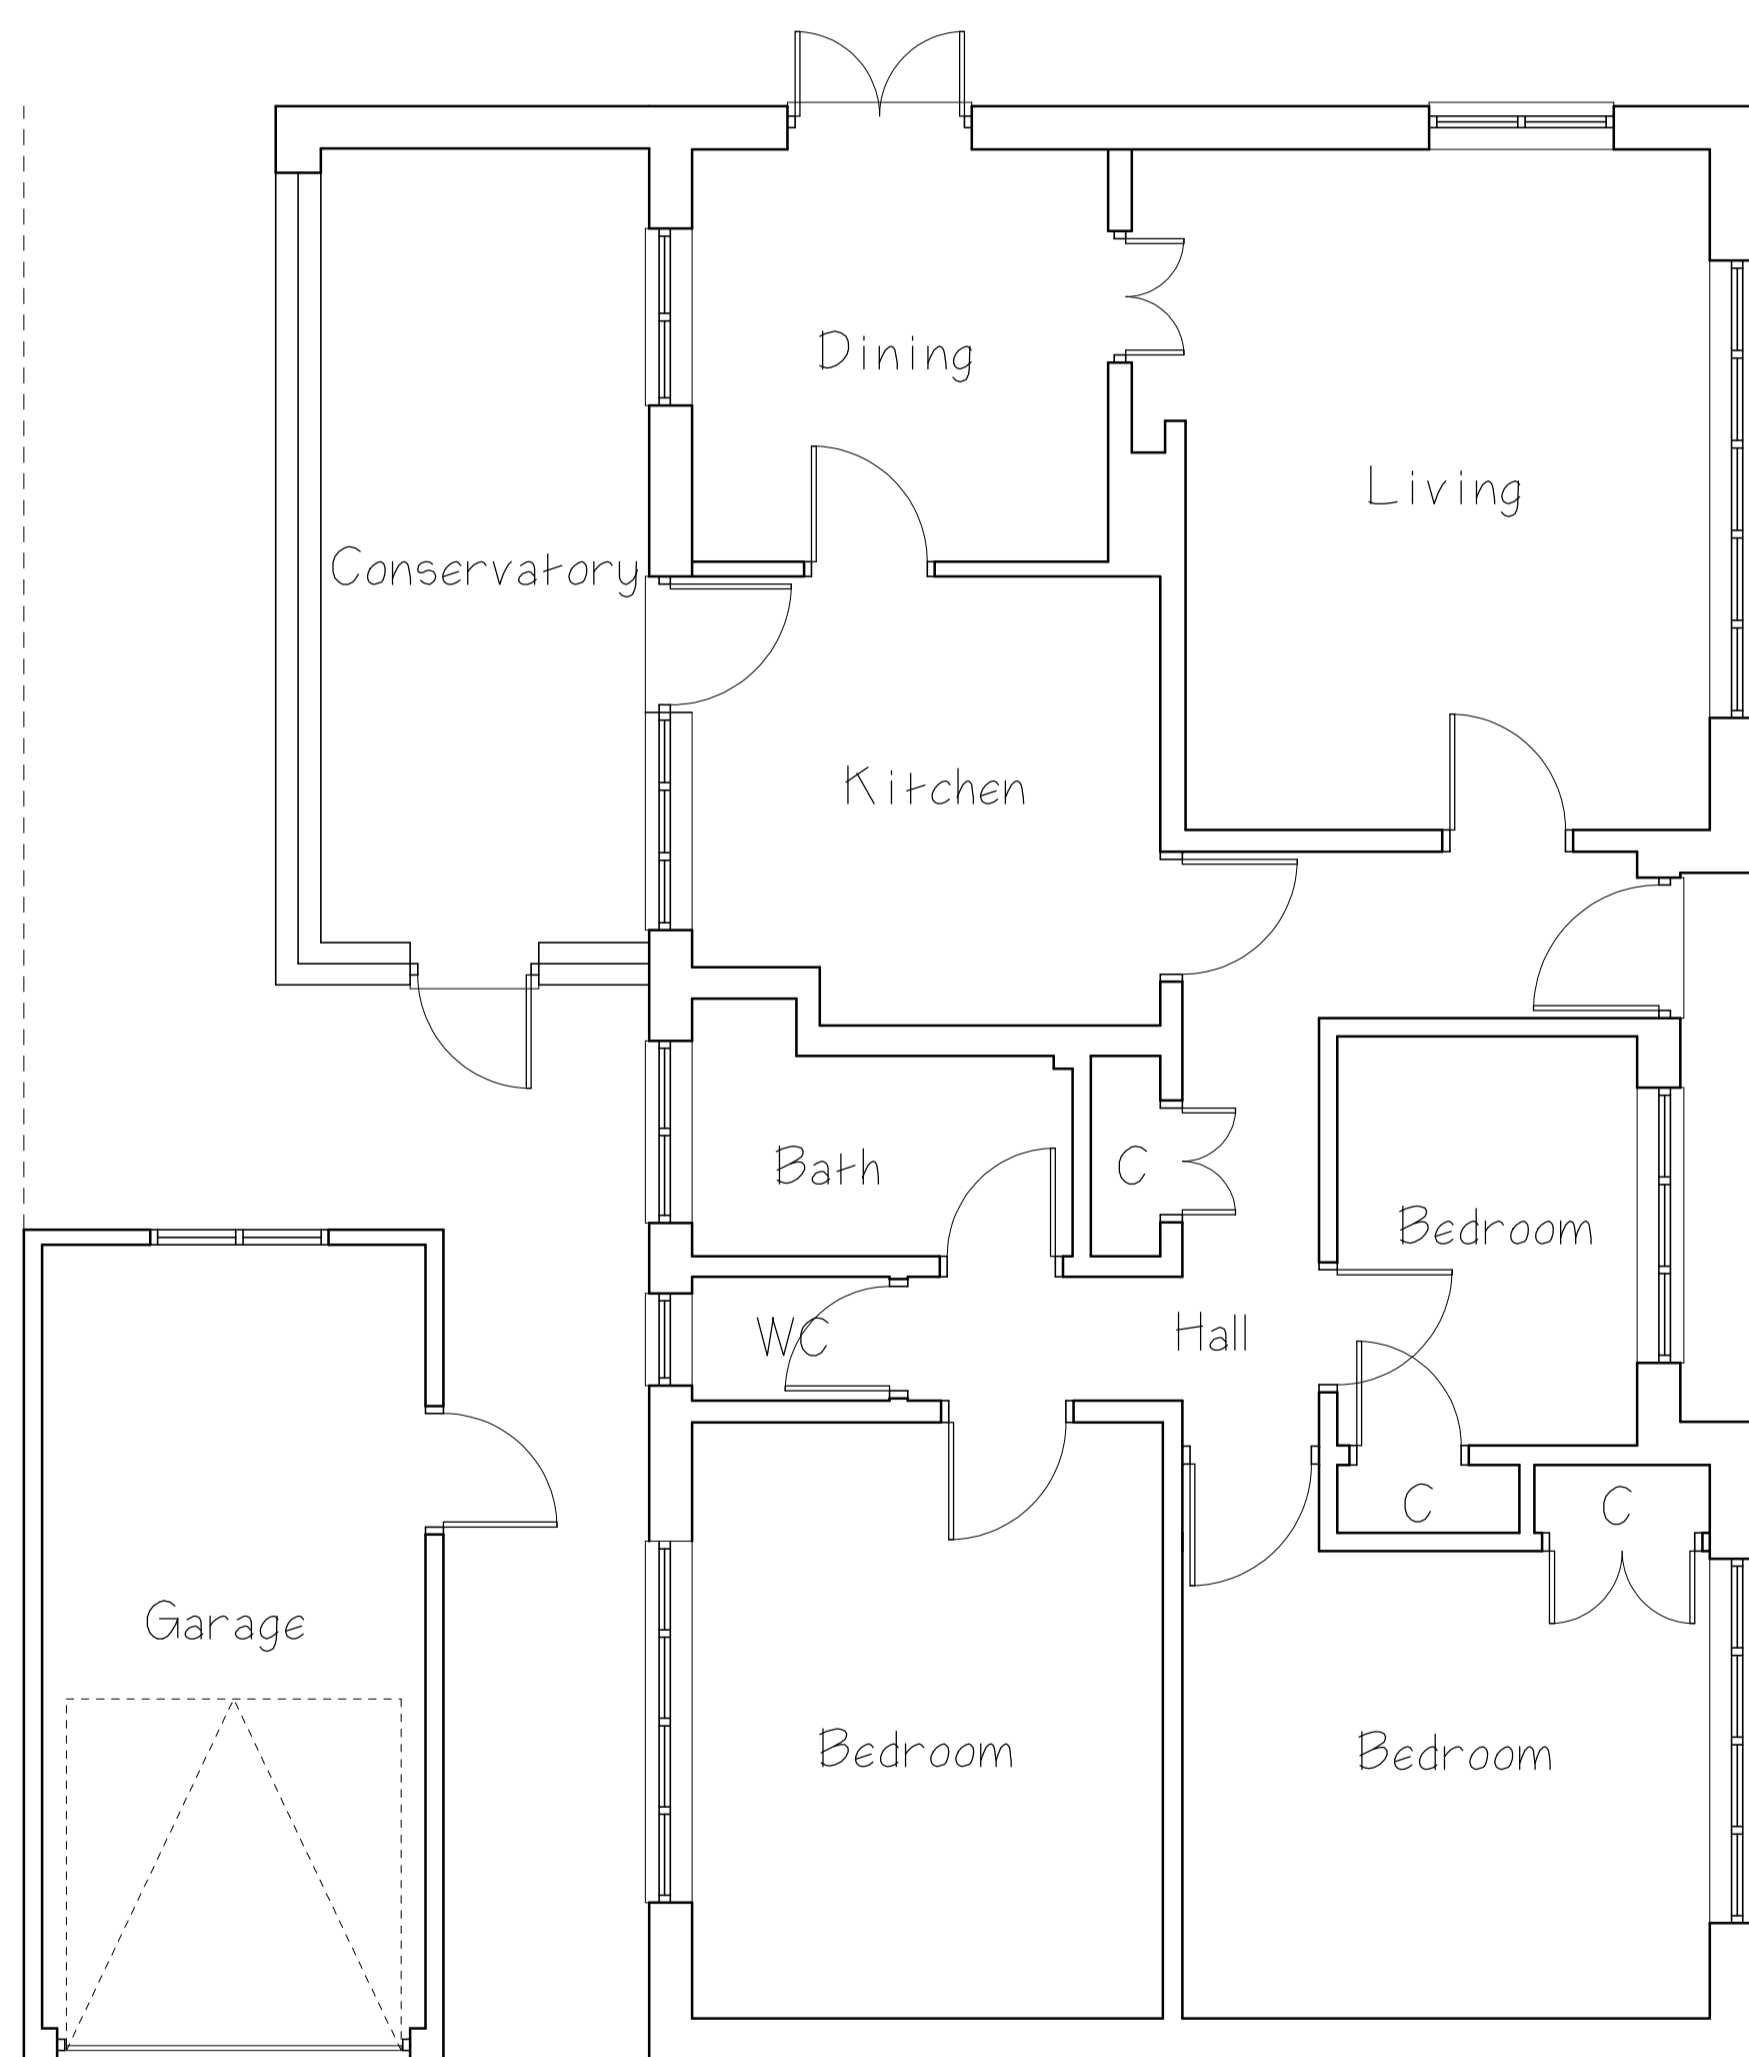 Dining
Living
Conservatory
Kitchen
Bath
C
Bedroom
WC
Hall
C
C
Garage
Bedroom
Bedroom